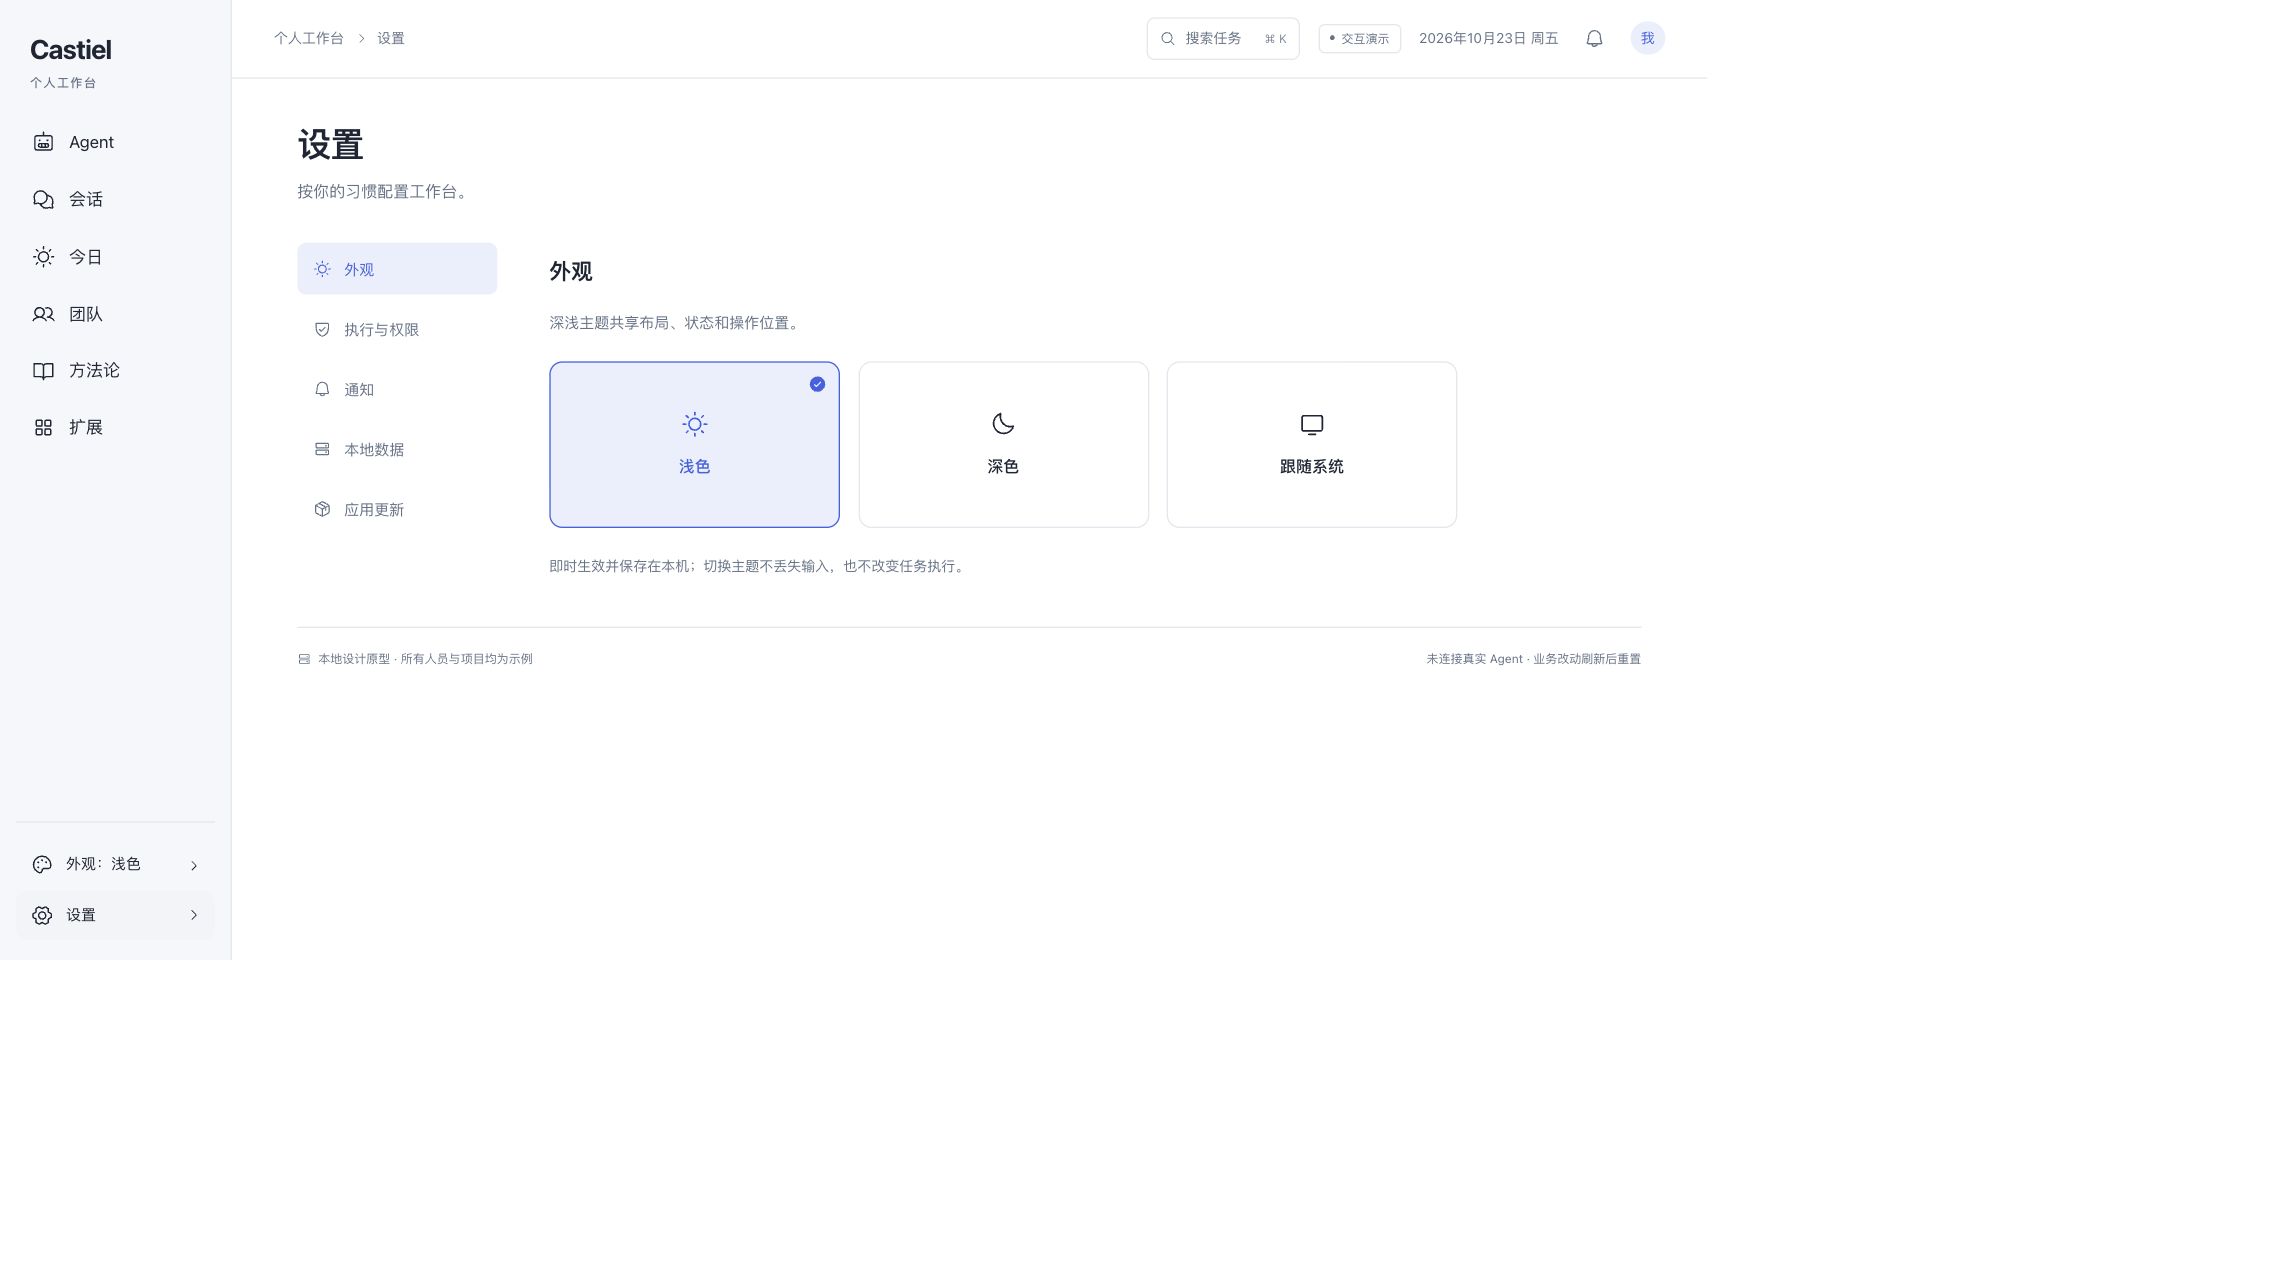 Castiel
个人工作台
Agent
会话
今日
团队
方法论
扩展
外观：浅色
设置
个人工作台 设置
搜索任务 ⌘ K
交互演示
2026年10月23日 周五
我
设置
按你的习惯配置工作台。
外观
执行与权限
通知
本地数据
应用更新
外观
深浅主题共享布局、状态和操作位置。
浅色
深色
跟随系统
即时生效并保存在本机；切换主题不丢失输入，也不改变任务执行。
本地设计原型 · 所有人员与项目均为示例
未连接真实 Agent · 业务改动刷新后重置